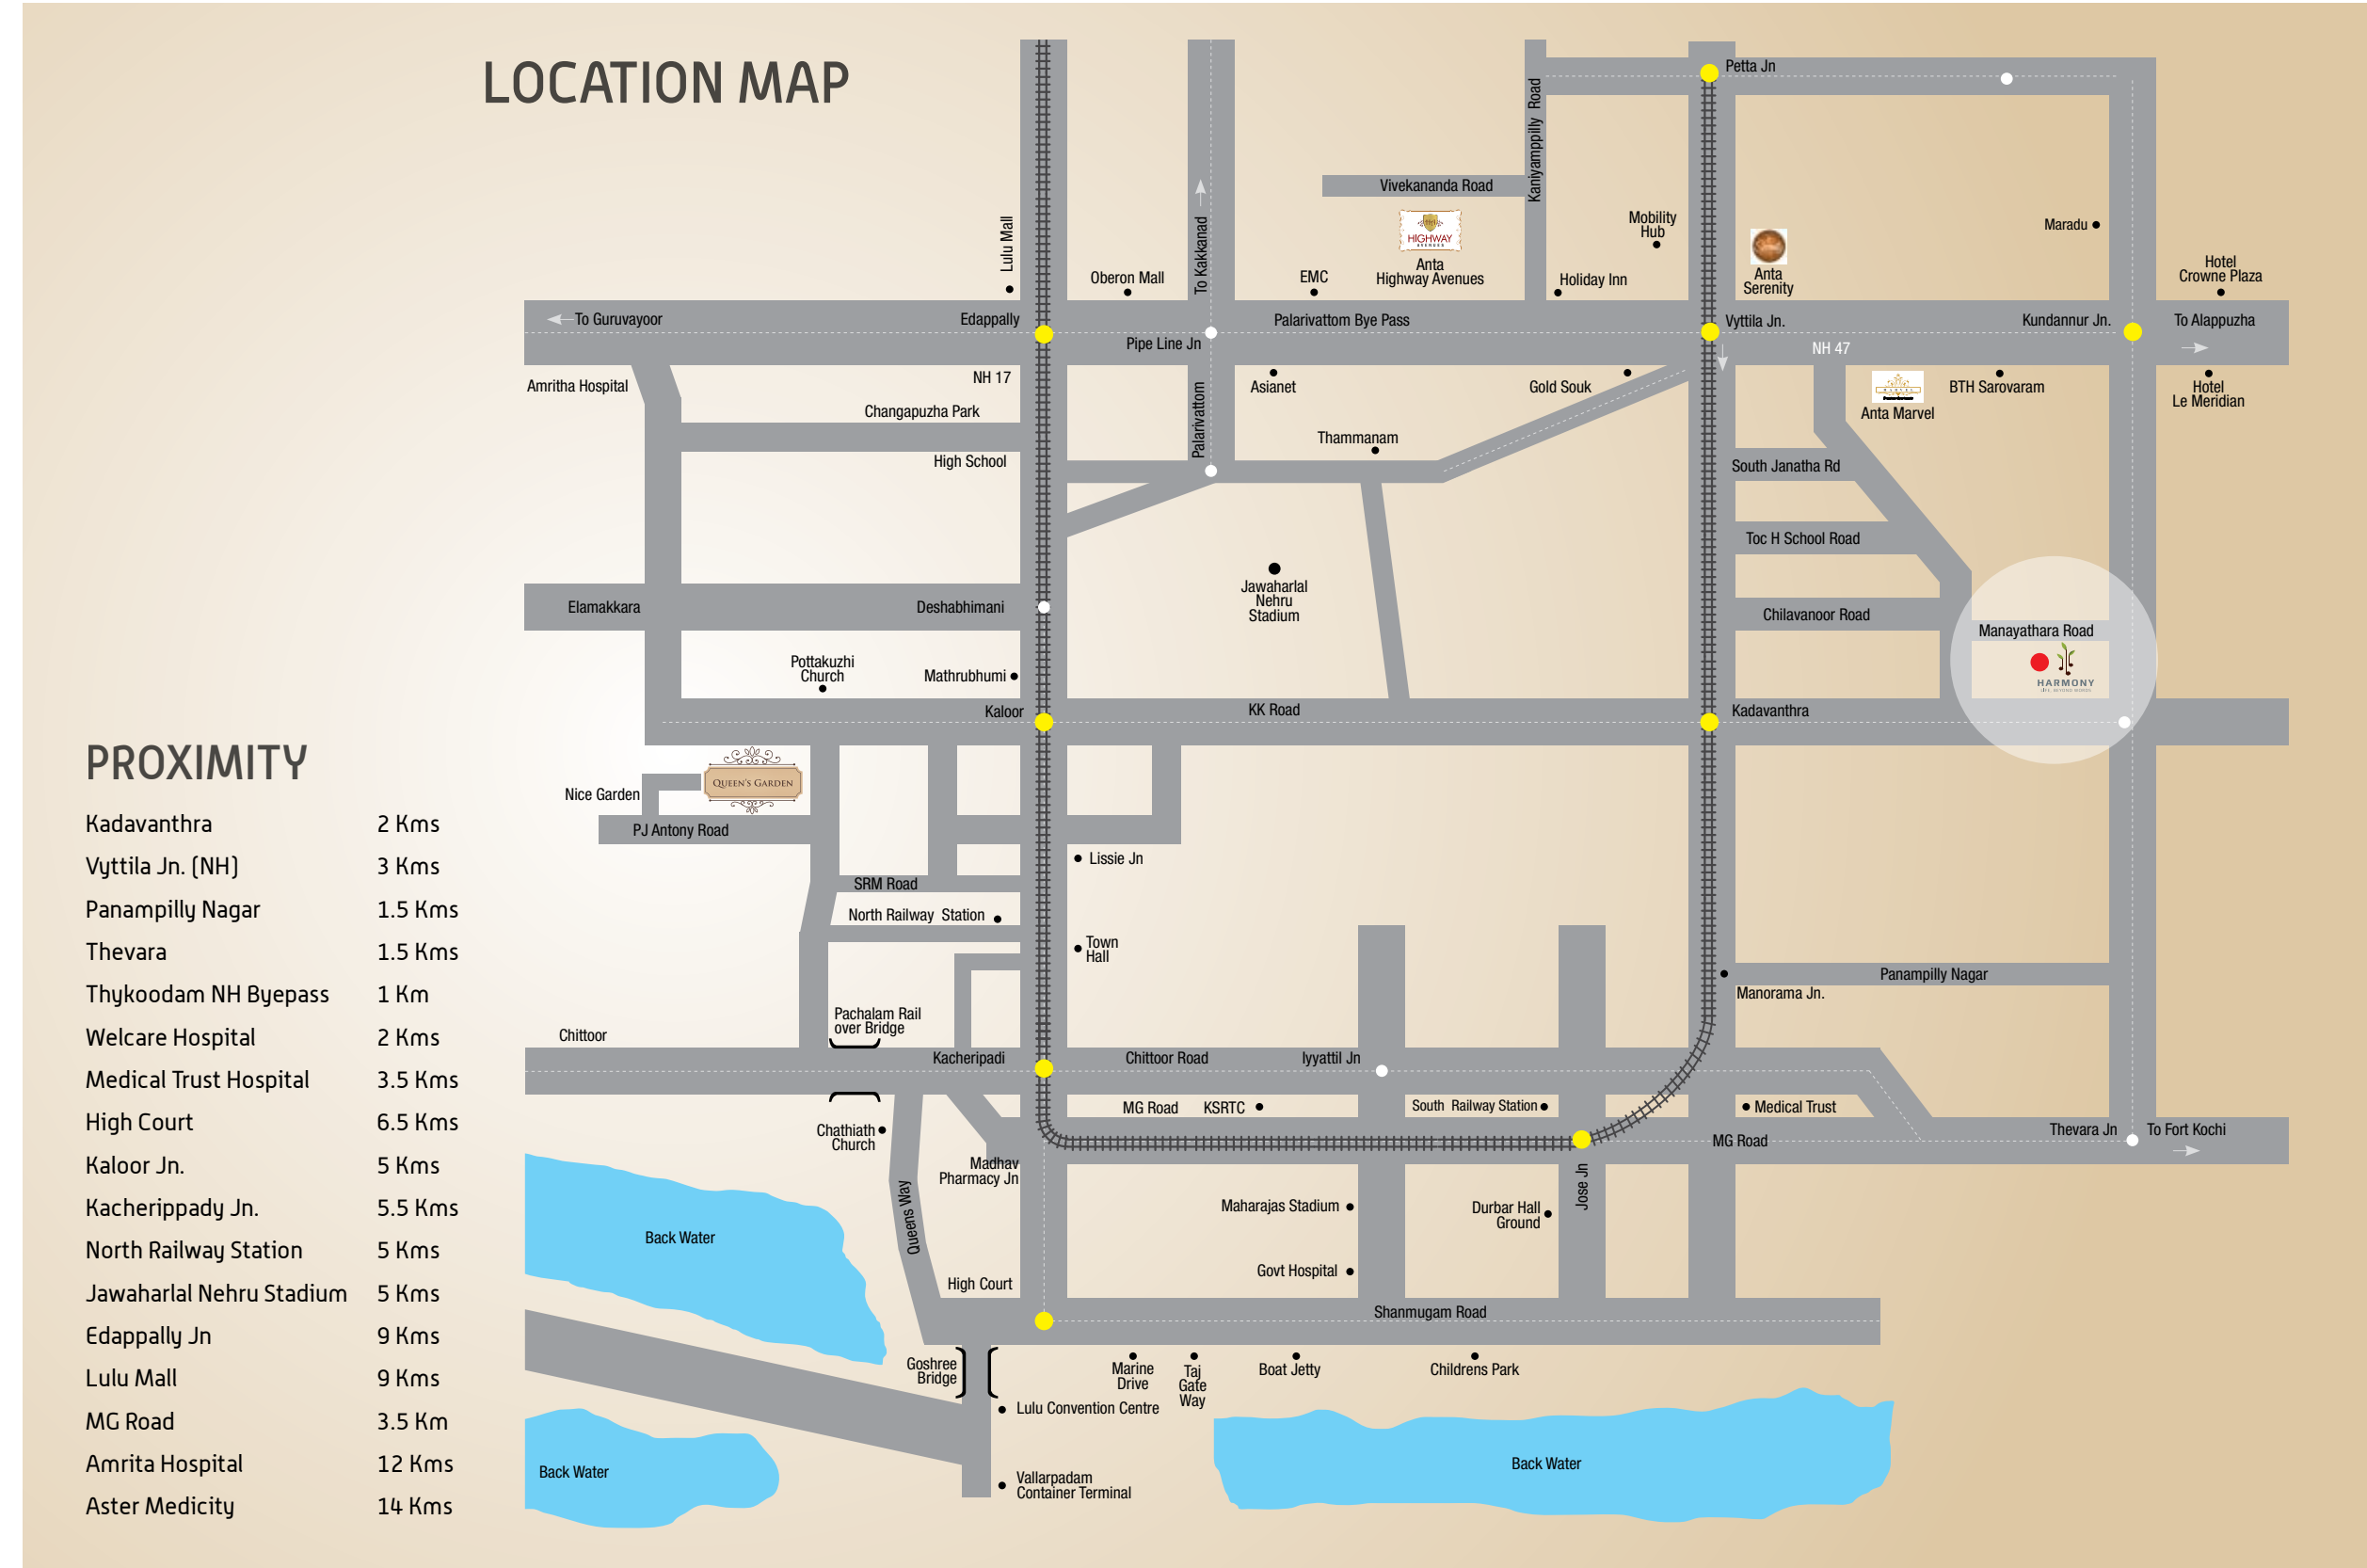 LOCATION MAP
Petta Jn
Kaniyamppilly Road
Vivekananda Road
Mobility
Hub
HIGHWAY
AVENUES
Anta
Highway Avenues
Lulu Mall
To Kakkanad
Oberon Mall
EMC
Holiday Inn
Anta
Serenity
Maradu
Hotel
Crowne Plaza
To Guruvayoor
Edappally
Palarivattom Bye Pass
Vyttila Jn.
Kundannur Jn.
To Alappuzha
Pipe Line Jn
NH 47
Amritha Hospital
NH 17
Asianet
Gold Souk
BTH Sarovaram
Hotel
Le Meridian
Changapuzha Park
Palarivattom
Anta Marvel
Thammanam
High School
South Janatha Rd
Toc H School Road
Jawaharlal
Nehru
Stadium
Elamakkara
Deshabhimani
Chilavanoor Road
Manayathara Road
Pottakuzhi
Church
Mathrubhumi
HARMONY
Kaloor
KK Road
Kadavanthra
QUEEN'S GARDEN
Nice Garden
PJ Antony Road
Lissie Jn
SRM Road
North Railway Station
Town
Hall
Panampilly Nagar
Manorama Jn.
Pachalam Rail
over Bridge
Chittoor
Kacheripadi
Chittoor Road
Iyyattil Jn
MG Road
KSRTC
South Railway Station
Medical Trust
Chathiath
Church
MG Road
Thevara Jn
To Fort Kochi
Madhav
Pharmacy Jn
Jose Jn
Queens Way
Maharajas Stadium
Durbar Hall
Ground
Back Water
Govt Hospital
High Court
Shanmugam Road
Goshree
Bridge
Marine
Drive
Taj
Gate
Way
Boat Jetty
Childrens Park
Lulu Convention Centre
Back Water
Back Water
Vallarpadam
Container Terminal
PROXIMITY
Kadavanthra 2 Kms
Vyttila Jn. (NH) 3 Kms
Panampilly Nagar 1.5 Kms
Thevara 1.5 Kms
Thykoodam NH Byepass 1 Km
Welcare Hospital 2 Kms
Medical Trust Hospital 3.5 Kms
High Court 6.5 Kms
Kaloor Jn. 5 Kms
Kacherippady Jn. 5.5 Kms
North Railway Station 5 Kms
Jawaharlal Nehru Stadium 5 Kms
Edappally Jn 9 Kms
Lulu Mall 9 Kms
MG Road 3.5 Km
Amrita Hospital 12 Kms
Aster Medicity 14 Kms